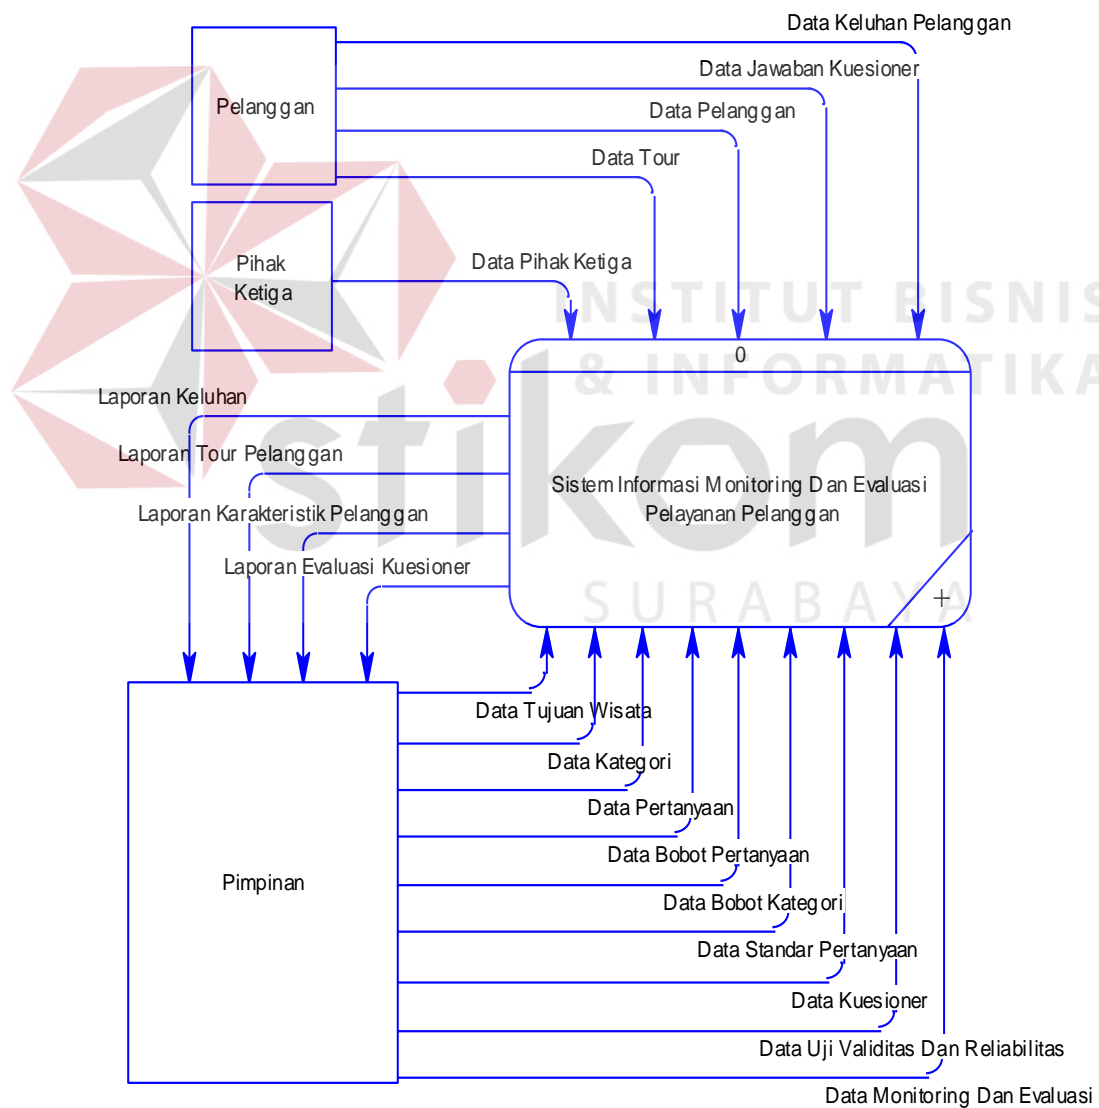 Data Keluhan Pelanggan
Data Jawaban Kuesioner
Pelanggan
Data Pelanggan
Data Tour
Pihak
Ketiga
Data Pihak Ketiga
INSTITUT BISNIS
& INFORMATIKA
stikom
SURABAYA
0
Sistem Informasi Monitoring Dan Evaluasi
Pelayanan Pelanggan
+
Laporan Keluhan
Laporan Tour Pelanggan
Laporan Karakteristik Pelanggan
Laporan Evaluasi Kuesioner
Pimpinan
Data Tujuan Wisata
Data Kategori
Data Pertanyaan
Data Bobot Pertanyaan
Data Bobot Kategori
Data Standar Pertanyaan
Data Kuesioner
Data Uji Validitas Dan Reliabilitas
Data Monitoring Dan Evaluasi